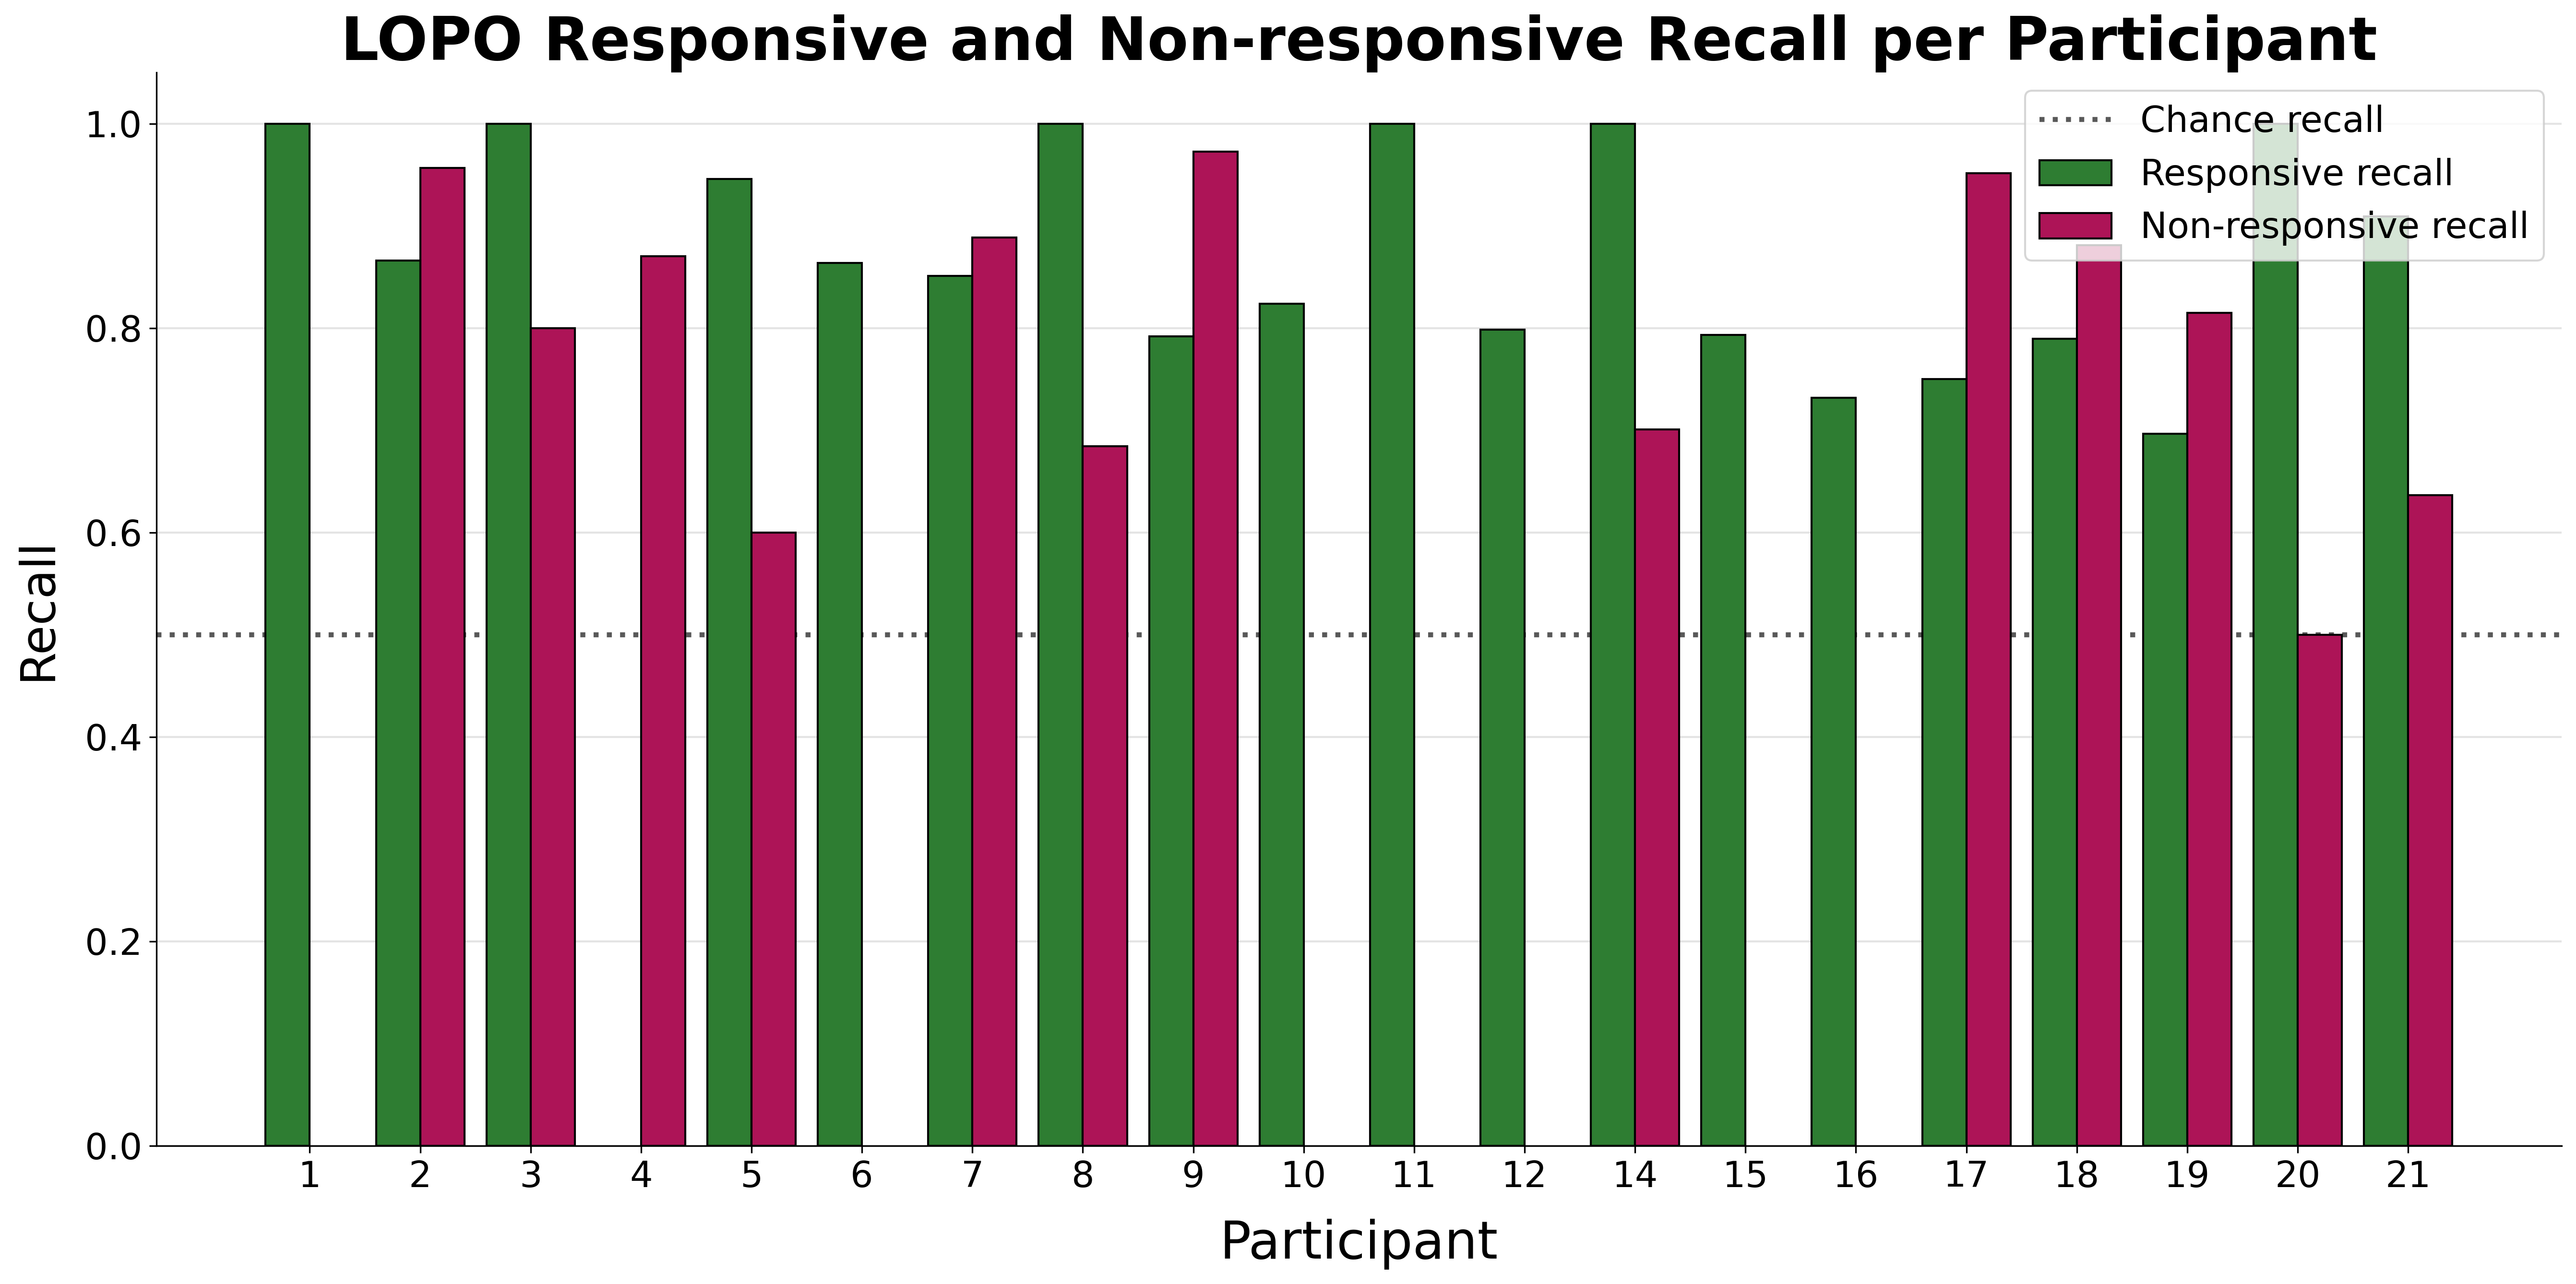 LOPO Responsive and Non-responsive Recall per Participant
Chance recall
Responsive recall
Non-responsive recall
1.0
0.8
0.6
0.4
0.2
0.0
Recall
1 2 3 4 5 6 7 8 9 10 11 12 14 15 16 17 18 19 20 21
Participant